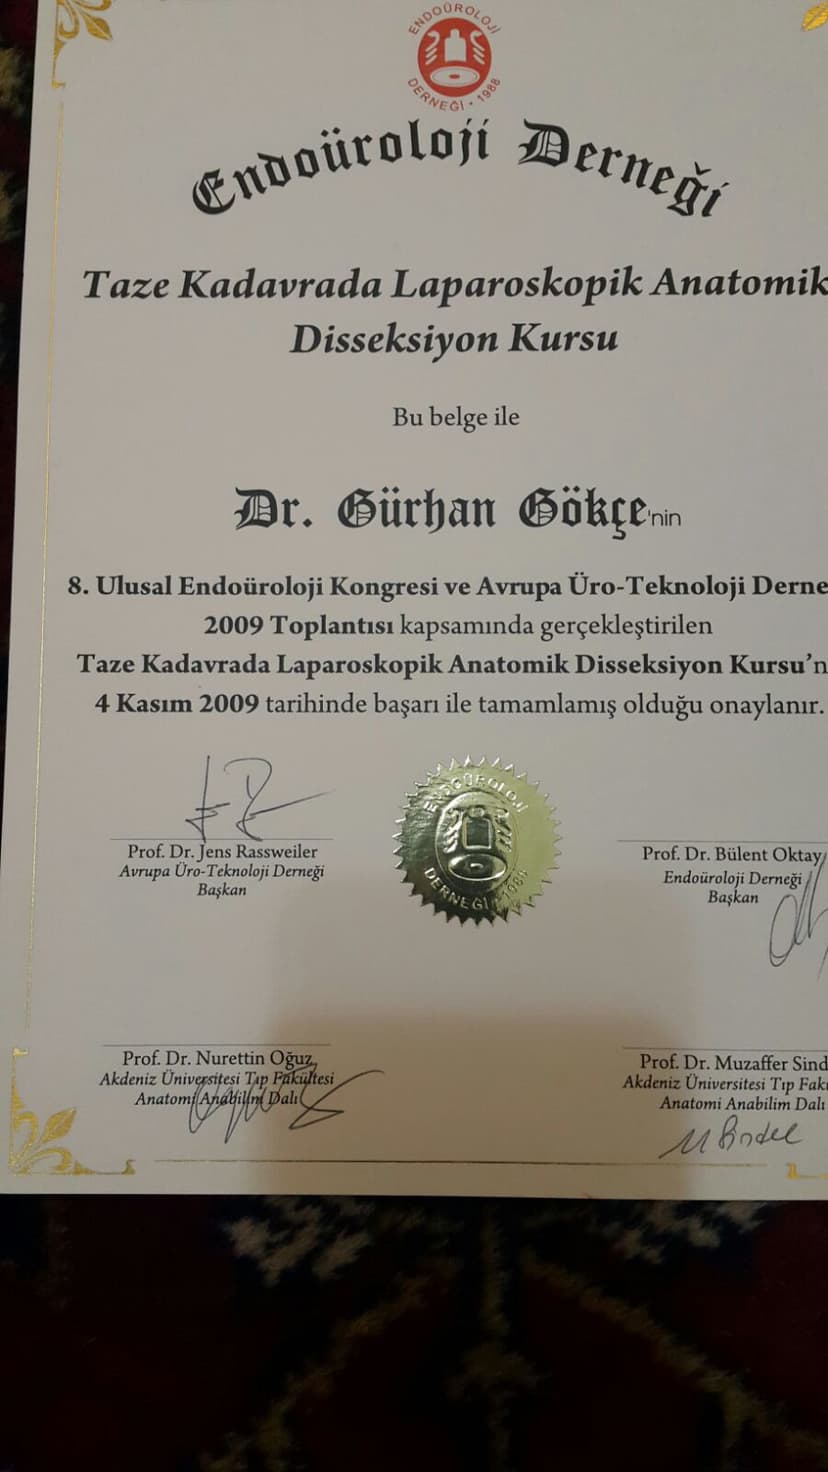 ENDOÜROLOJİ
DERNEĞİ • 1988
Endoüroloji Derneği
Taze Kadavrada Laparoskopik Anatomik
Disseksiyon Kursu
Bu belge ile
Dr. Gürhan Gökçe'nin
8. Ulusal Endoüroloji Kongresi ve Avrupa Üro-Teknoloji Derne
2009 Toplantısı kapsamında gerçekleştirilen
Taze Kadavrada Laparoskopik Anatomik Disseksiyon Kursu'n
4 Kasım 2009 tarihinde başarı ile tamamlamış olduğu onaylanır.
ENDOÜROLOJİ
DERNEĞİ • 1988
Prof. Dr. Jens Rassweiler
Avrupa Üro-Teknoloji Derneği
Başkan
Prof. Dr. Bülent Oktay
Endoüroloji Derneği
Başkan
Prof. Dr. Nurettin Oğuz
Akdeniz Üniversitesi Tıp Fakültesi
Anatomi Anabilim Dalı
Prof. Dr. Muzaffer Sind
Akdeniz Üniversitesi Tıp Fak
Anatomi Anabilim Dalı
M Sindel